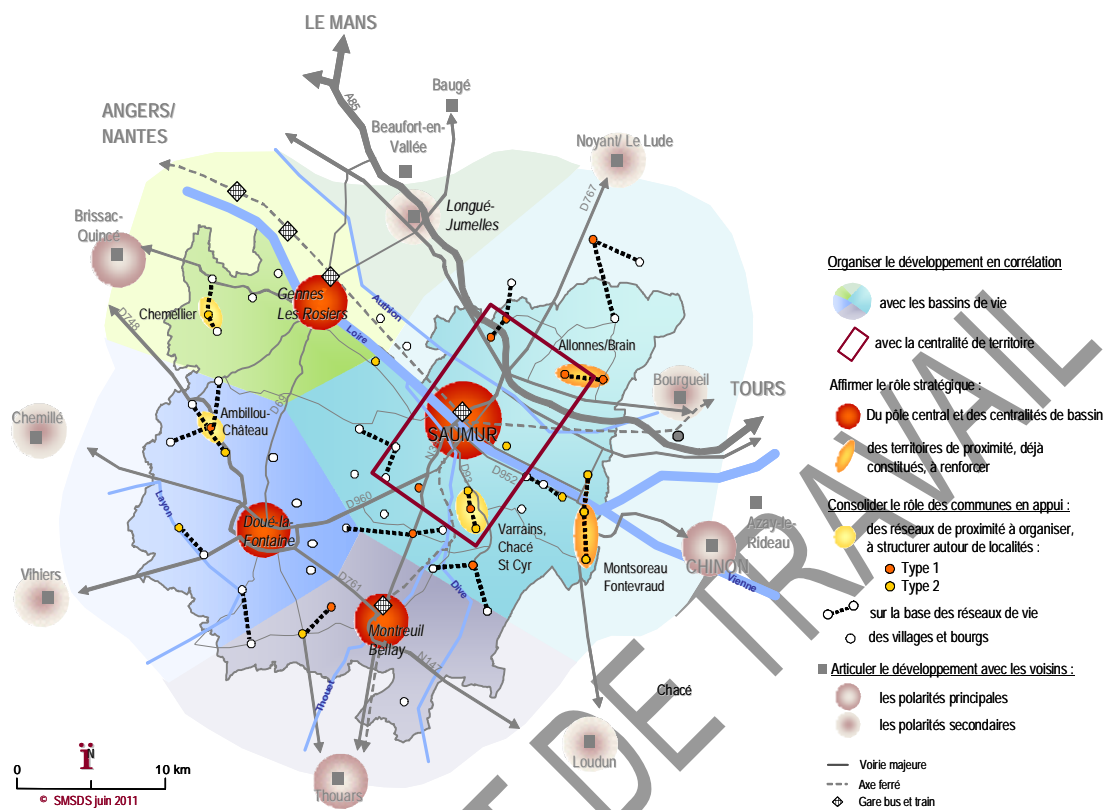 LE MANS
A85
Baugé
ANGERS/
NANTES
Beaufort-en-
Vallée
Noyant/ Le Lude
D767
Longué-
Jumelles
Brissac-
Quincé
Gennes
Les Rosiers
Authion
Loire
Chemellier
D748
Allonnes/Brain
Bourgueil
TOURS
D69
Chemillé
Ambillou-
Château
SAUMUR
D93
D952
D960
Layon
Doué-la-
Fontaine
Varrains,
Chacé
St Cyr
Azay-le-
Rideau
CHINON
Vienne
Vihiers
D761
Dive
Montsoreau
Fontevraud
Montreuil
Bellay
N147
Thouet
Chacé
Loudun
Thouars
N
0 10 km
© SMSDS juin 2011
Organiser le développement en corrélation
avec les bassins de vie
avec la centralité de territoire
Affirmer le rôle stratégique :
Du pôle central et des centralités de bassin
des territoires de proximité, déjà
constitués, à renforcer
Consolider le rôle des communes en appui :
des réseaux de proximité à organiser,
à structurer autour de localités :
Type 1
Type 2
sur la base des réseaux de vie
des villages et bourgs
Articuler le développement avec les voisins :
les polarités principales
les polarités secondaires
Voirie majeure
Axe ferré
Gare bus et train
DE TRAVAIL